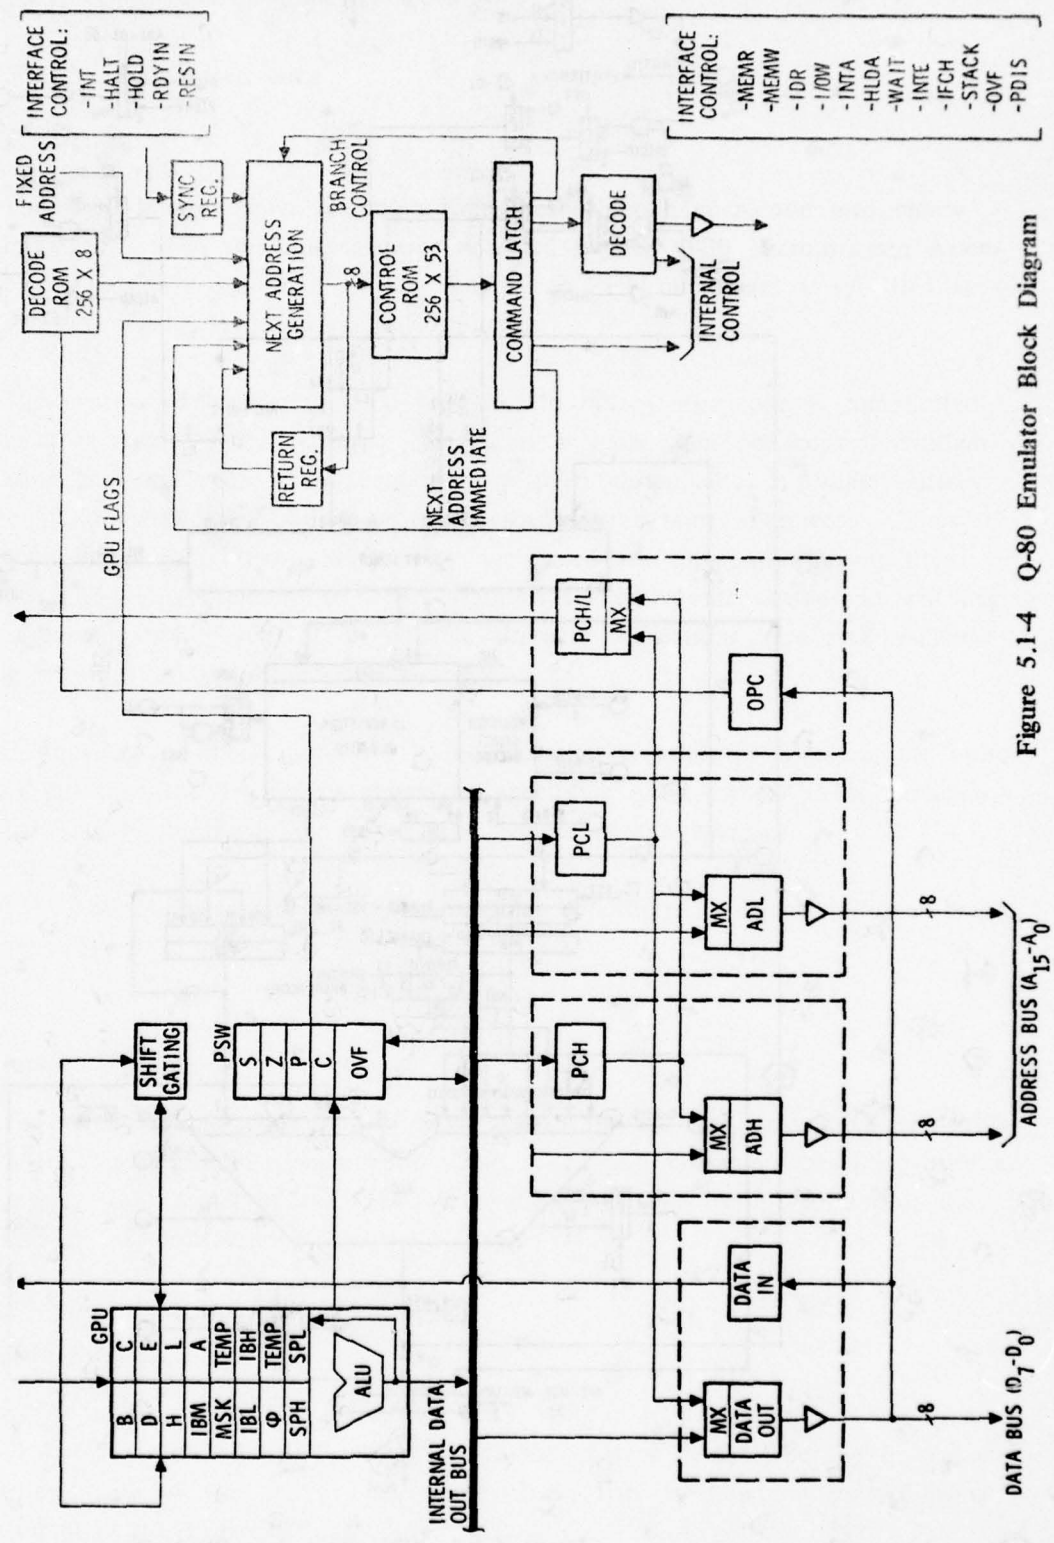 INTERFACE
CONTROL:
-INT
-HALT
-HOLD
-RDYIN
-RESIN
FIXED
ADDRESS
DECODE
ROM
256 X 8
SYNC
REG.
NEXT ADDRESS
GENERATION
BRANCH
CONTROL
8
CONTROL
ROM
256 X 53
RETURN
REG.
COMMAND LATCH
DECODE
NEXT
ADDRESS
IMMEDIATE
INTERNAL
CONTROL
INTERFACE
CONTROL:
-MEMR
-MEMW
-IDR
-I/OW
-INTA
-HLDA
-WAIT
-INTE
-IFCH
-STACK
-OVF
-PDIS
GPU FLAGS
GPU
B C
D E
H L
IBM A
MSK TEMP
IBL IBH
Φ TEMP
SPH SPL
ALU
SHIFT
GATING
PSW
S
Z
P
C
OVF
INTERNAL DATA
OUT BUS
MX
DATA
OUT
DATA
IN
PCH
MX
ADH
PCL
MX
ADL
PCH/L
MX
OPC
8
8
8
DATA BUS (D7-D0)
ADDRESS BUS (A15-A0)
Figure 5.1-4 Q-80 Emulator Block Diagram